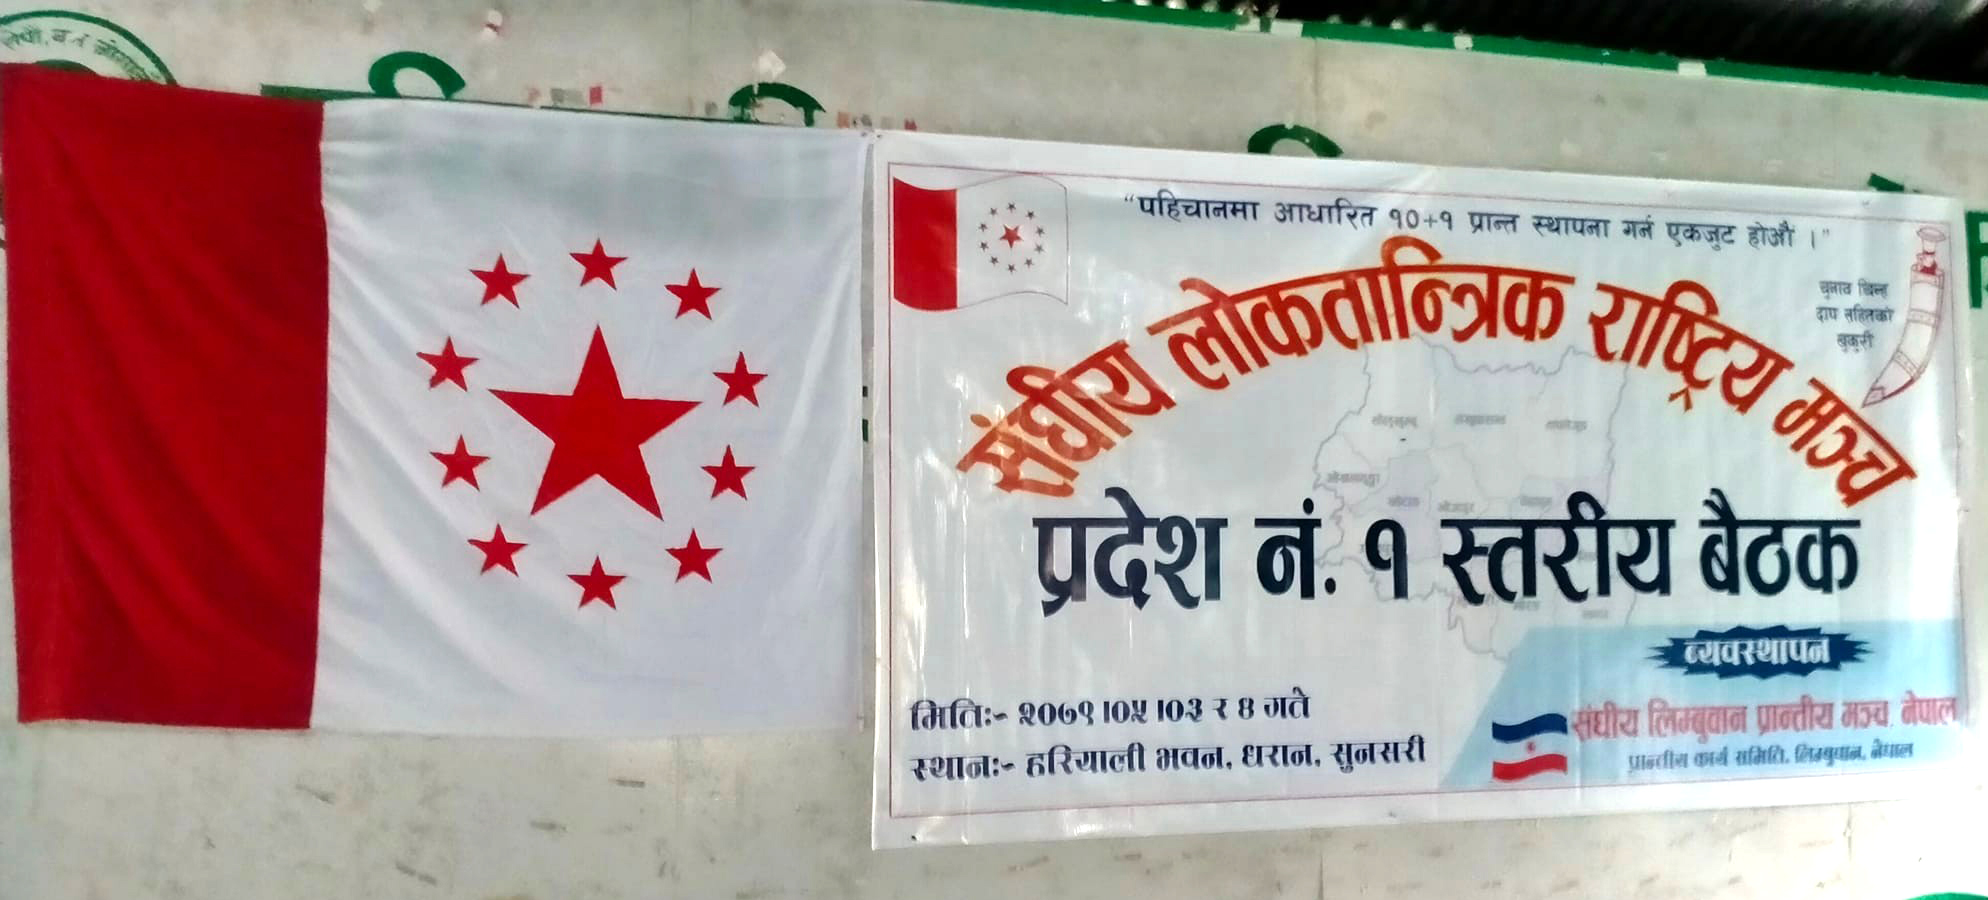 “पहिचानमा आधारित १०+१ प्रान्त स्थापना गर्न एकजुट होऔं ।”
चुनाव चिन्ह
दाप सहितको
खुकुरी
संघीय लोकतान्त्रिक राष्ट्रिय मञ्च
प्रदेश नं. १ स्तरीय बैठक
व्यवस्थापन
मितिः- २०७९।०५।०३ र ४ गते
स्थानः- हरियाली भवन, धरान, सुनसरी
संघीय लिम्बुवान प्रान्तीय मञ्च, नेपाल
प्रान्तीय कार्य समिति, लिम्बुवान, नेपाल